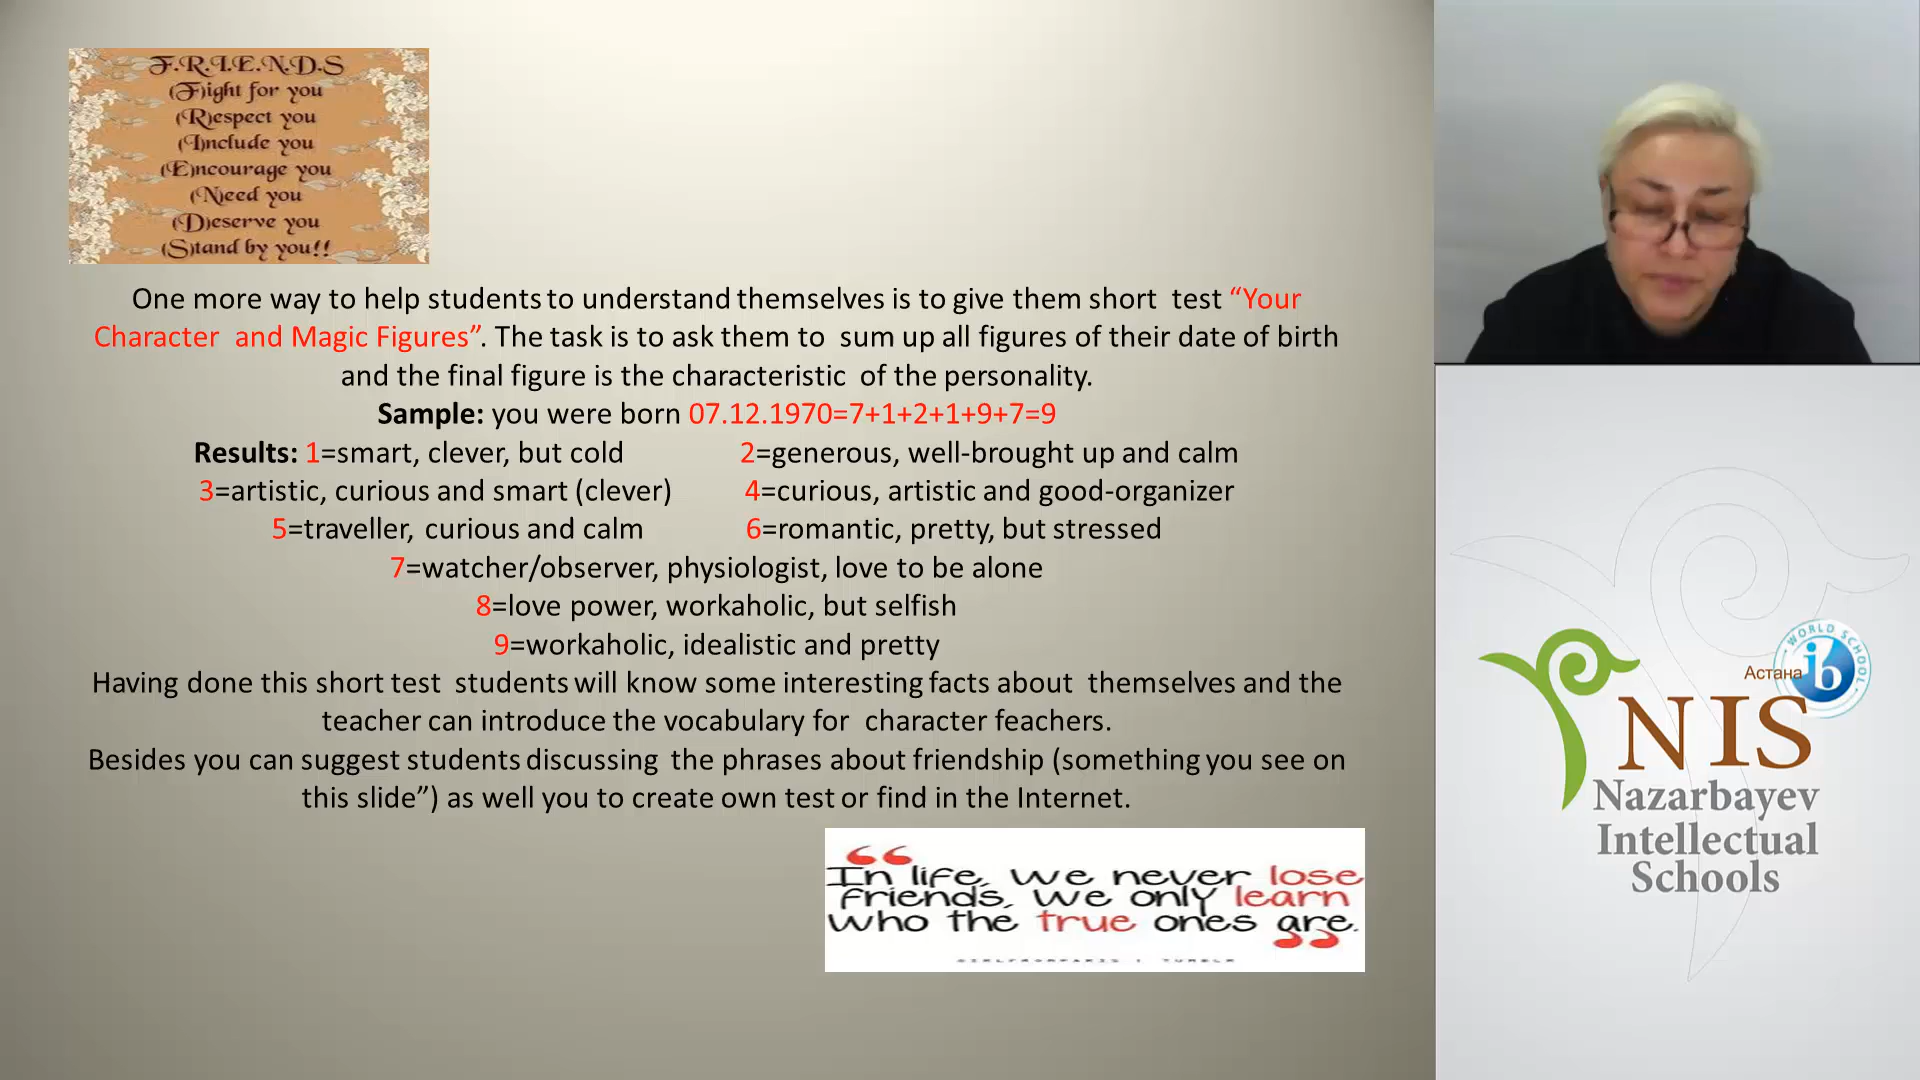 F.R.I.E.N.D.S
(F)ight for you
(R)espect you
(I)nclude you
(E)ncourage you
(N)eed you
(D)eserve you
(S)tand by you!!
One more way to help students to understand themselves is to give them short test “Your
Character and Magic Figures”. The task is to ask them to sum up all figures of their date of birth
and the final figure is the characteristic of the personality.
Sample: you were born 07.12.1970=7+1+2+1+9+7=9
Results: 1=smart, clever, but cold 2=generous, well-brought up and calm
3=artistic, curious and smart (clever) 4=curious, artistic and good-organizer
5=traveller, curious and calm 6=romantic, pretty, but stressed
7=watcher/observer, physiologist, love to be alone
8=love power, workaholic, but selfish
9=workaholic, idealistic and pretty
Having done this short test students will know some interesting facts about themselves and the
teacher can introduce the vocabulary for character feachers.
Besides you can suggest students discussing the phrases about friendship (something you see on
this slide”) as well you to create own test or find in the Internet.
“In life, we never lose
friends, we only learn
who the true ones are.”
WORLD SCHOOL
ib
Астана
NIS
Nazarbayev
Intellectual
Schools